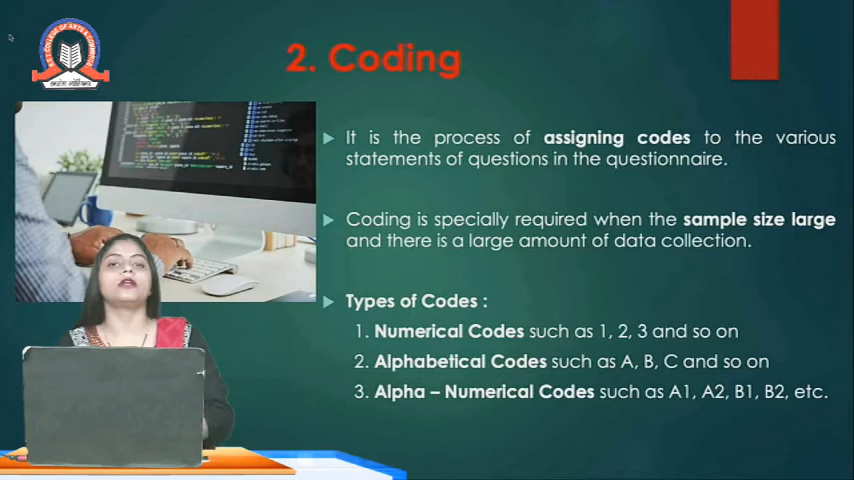 2. Coding
It is the process of assigning codes to the various
statements of questions in the questionnaire.
Coding is specially required when the sample size large
and there is a large amount of data collection.
Types of Codes :
1. Numerical Codes such as 1, 2, 3 and so on
2. Alphabetical Codes such as A, B, C and so on
3. Alpha – Numerical Codes such as A1, A2, B1, B2, etc.